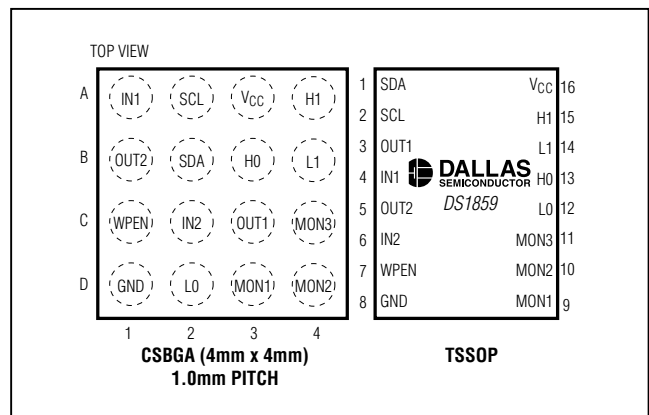 TOP VIEW
A IN1 SCL VCC H1
B OUT2 SDA H0 L1
C WPEN IN2 OUT1 MON3
D GND L0 MON1 MON2
1 2 3 4
CSBGA (4mm x 4mm)
1.0mm PITCH
1 SDA VCC 16
2 SCL H1 15
3 OUT1 L1 14
4 IN1 H0 13
5 OUT2 L0 12
6 IN2 MON3 11
7 WPEN MON2 10
8 GND MON1 9
DALLAS
SEMICONDUCTOR
DS1859
TSSOP